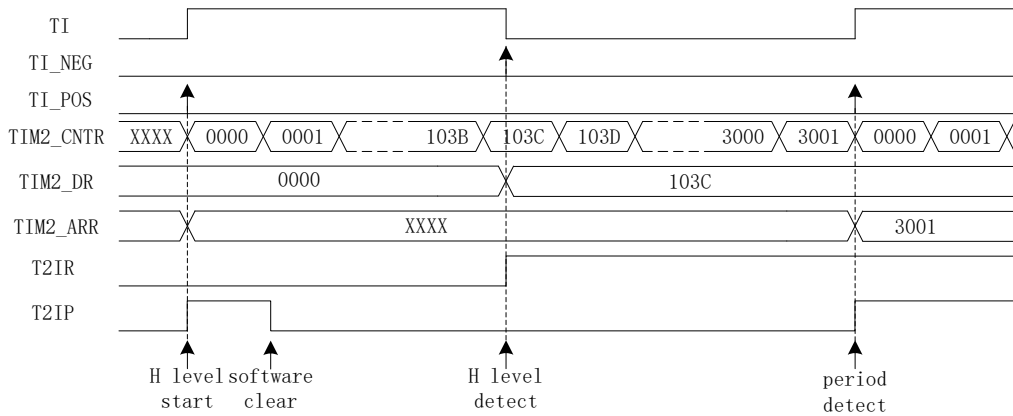 TI
TI_NEG
TI_POS
TIM2_CNTR XXXX 0000 0001 103B 103C 103D 3000 3001 0000 0001
TIM2_DR 0000 103C
TIM2_ARR XXXX 3001
T2IR
T2IP
H level start
software clear
H level detect
period detect